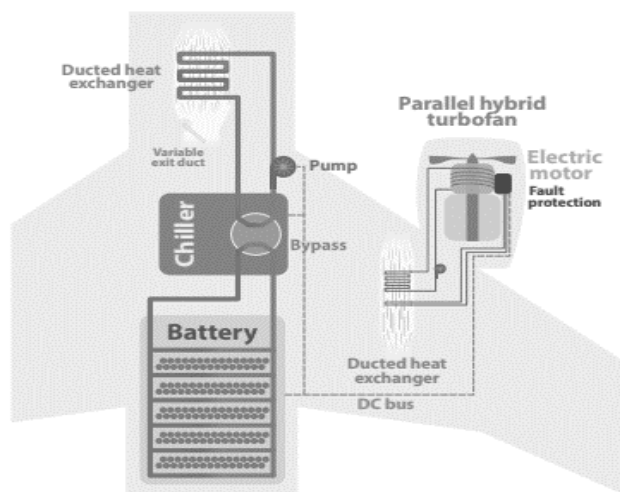 Ducted heat
exchanger
Variable
exit duct
Pump
Chiller
Bypass
Battery
Parallel hybrid
turbofan
Electric
motor
Fault
protection
Ducted heat
exchanger
DC bus